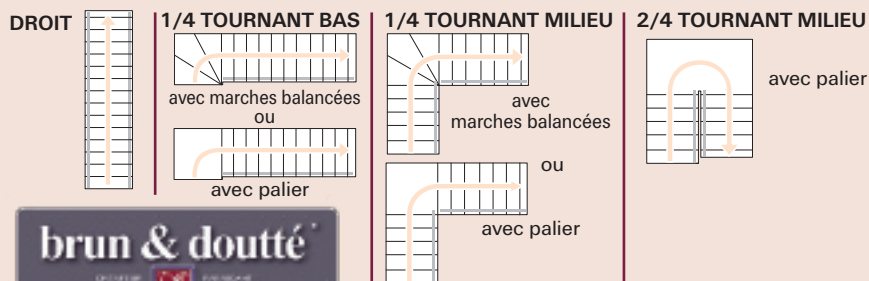 DROIT
1/4 TOURNANT BAS
avec marches balancées
ou
avec palier
1/4 TOURNANT MILIEU
avec
marches balancées
ou
avec palier
2/4 TOURNANT MILIEU
avec palier
brun & doutté